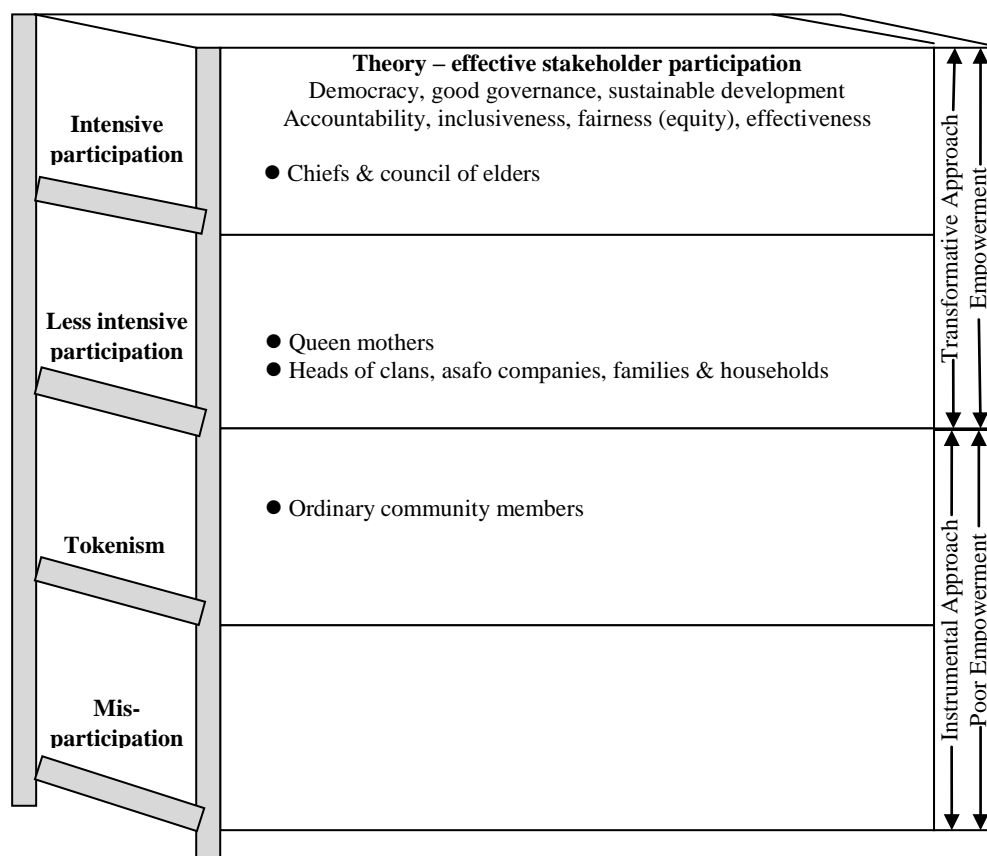 Theory – effective stakeholder participation
Democracy, good governance, sustainable development
Accountability, inclusiveness, fairness (equity), effectiveness
Intensive
participation
● Chiefs & council of elders
Less intensive
participation
● Queen mothers
● Heads of clans, asafo companies, families & households
Tokenism
● Ordinary community members
Mis-
participation
Transformative Approach
Empowerment
Instrumental Approach
Poor Empowerment